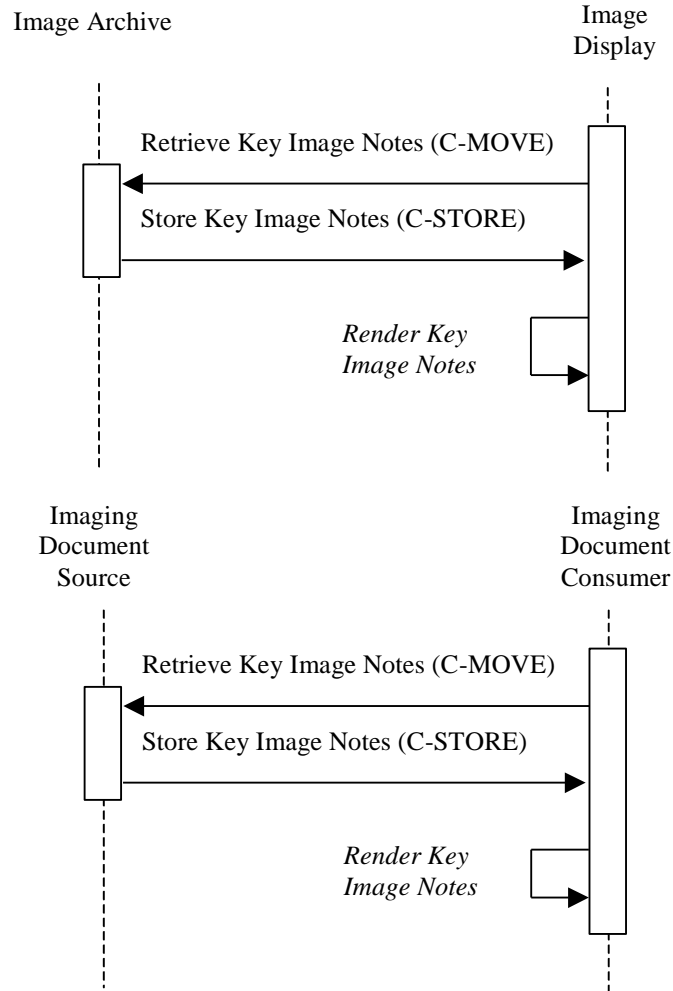 Image Archive
Image
Display
Retrieve Key Image Notes (C-MOVE)
Store Key Image Notes (C-STORE)
Render Key
Image Notes
Imaging
Document
Source
Imaging
Document
Consumer
Retrieve Key Image Notes (C-MOVE)
Store Key Image Notes (C-STORE)
Render Key
Image Notes